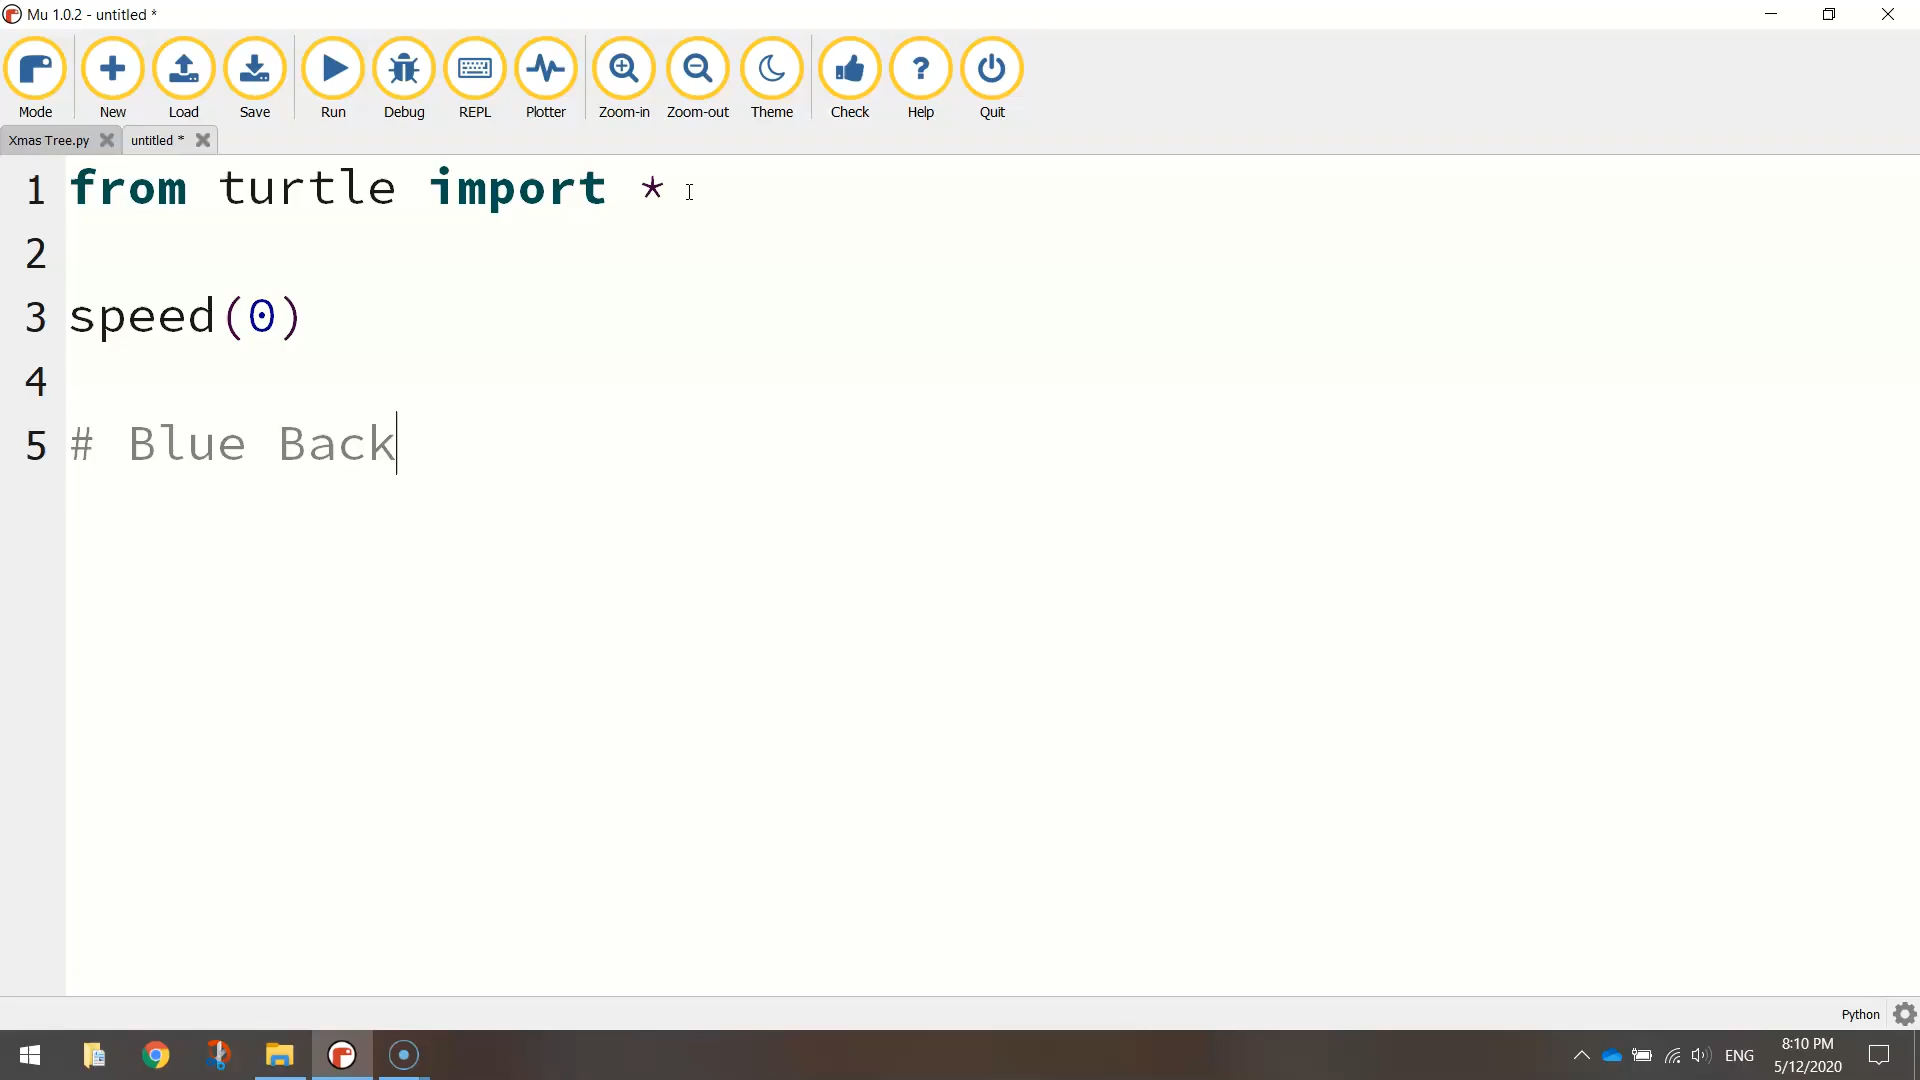 Mu 1.0.2 - untitled *
Mode New Load Save Run Debug REPL Plotter Zoom-in Zoom-out Theme Check Help Quit
Xmas Tree.py untitled *
1 from turtle import *
2
3 speed(0)
4
5 # Blue Back
Python
ENG 8:10 PM
5/12/2020